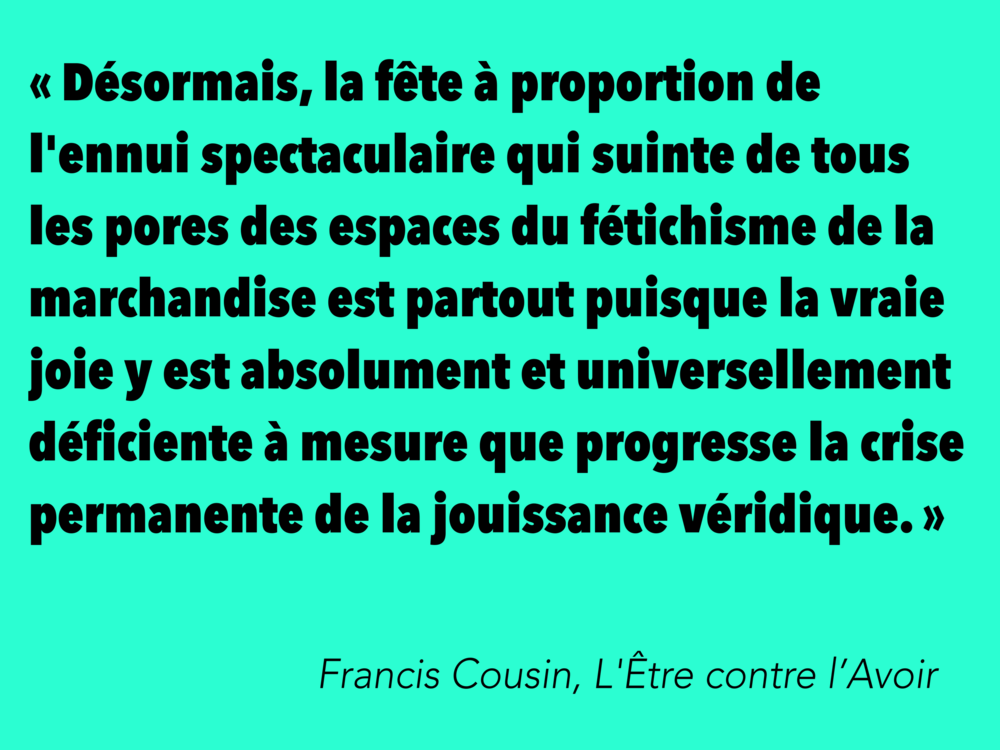 « Désormais, la fête à proportion de
l'ennui spectaculaire qui suinte de tous
les pores des espaces du fétichisme de la
marchandise est partout puisque la vraie
joie y est absolument et universellement
déficiente à mesure que progresse la crise
permanente de la jouissance véridique. »
Francis Cousin, L'Être contre l’Avoir